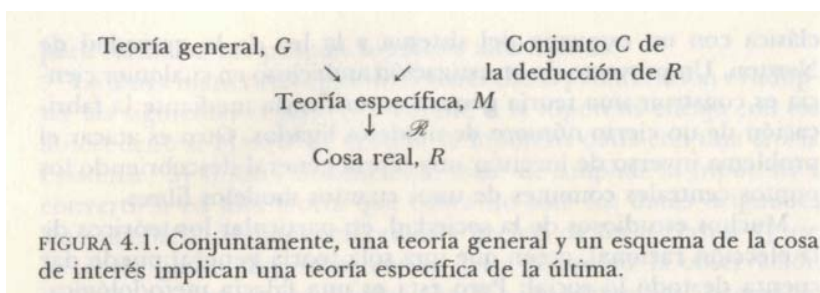 Teoría general, G Conjunto C de
la deducción de R
↘ ↙
Teoría específica, M
↓ ℛ
Cosa real, R
FIGURA 4.1. Conjuntamente, una teoría general y un esquema de la cosa
de interés implican una teoría específica de la última.